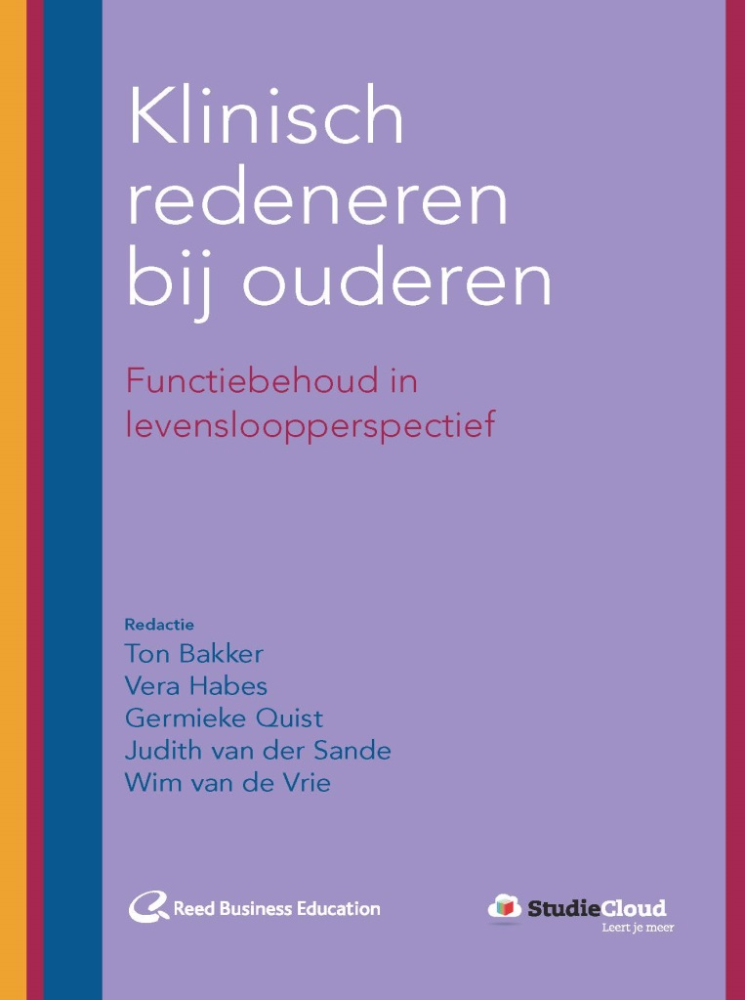 Klinisch
redeneren
bij ouderen
Functiebehoud in
levensloopperspectief
Redactie
Ton Bakker
Vera Habes
Germieke Quist
Judith van der Sande
Wim van de Vrie
Reed Business Education
StudieCloud
Leert je meer